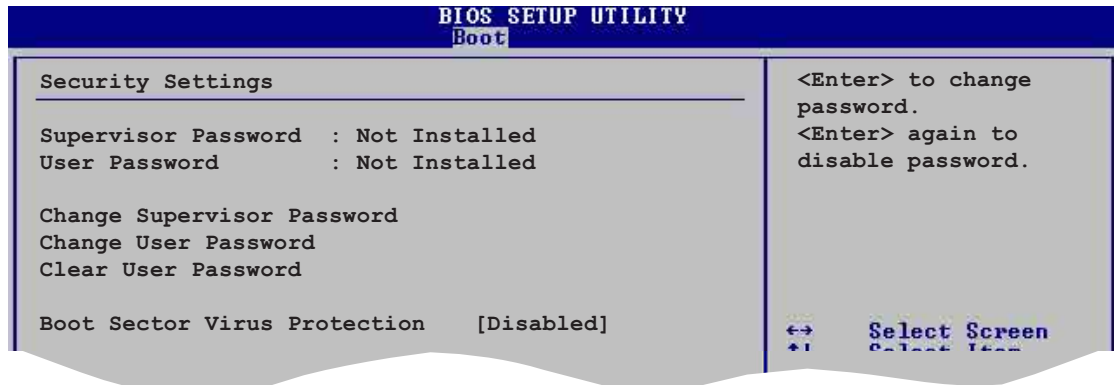 BIOS SETUP UTILITY
Boot
Security Settings
Supervisor Password : Not Installed
User Password : Not Installed
Change Supervisor Password
Change User Password
Clear User Password
Boot Sector Virus Protection [Disabled]
<Enter> to change
password.
<Enter> again to
disable password.
↔ Select Screen
↑↓ Select Item